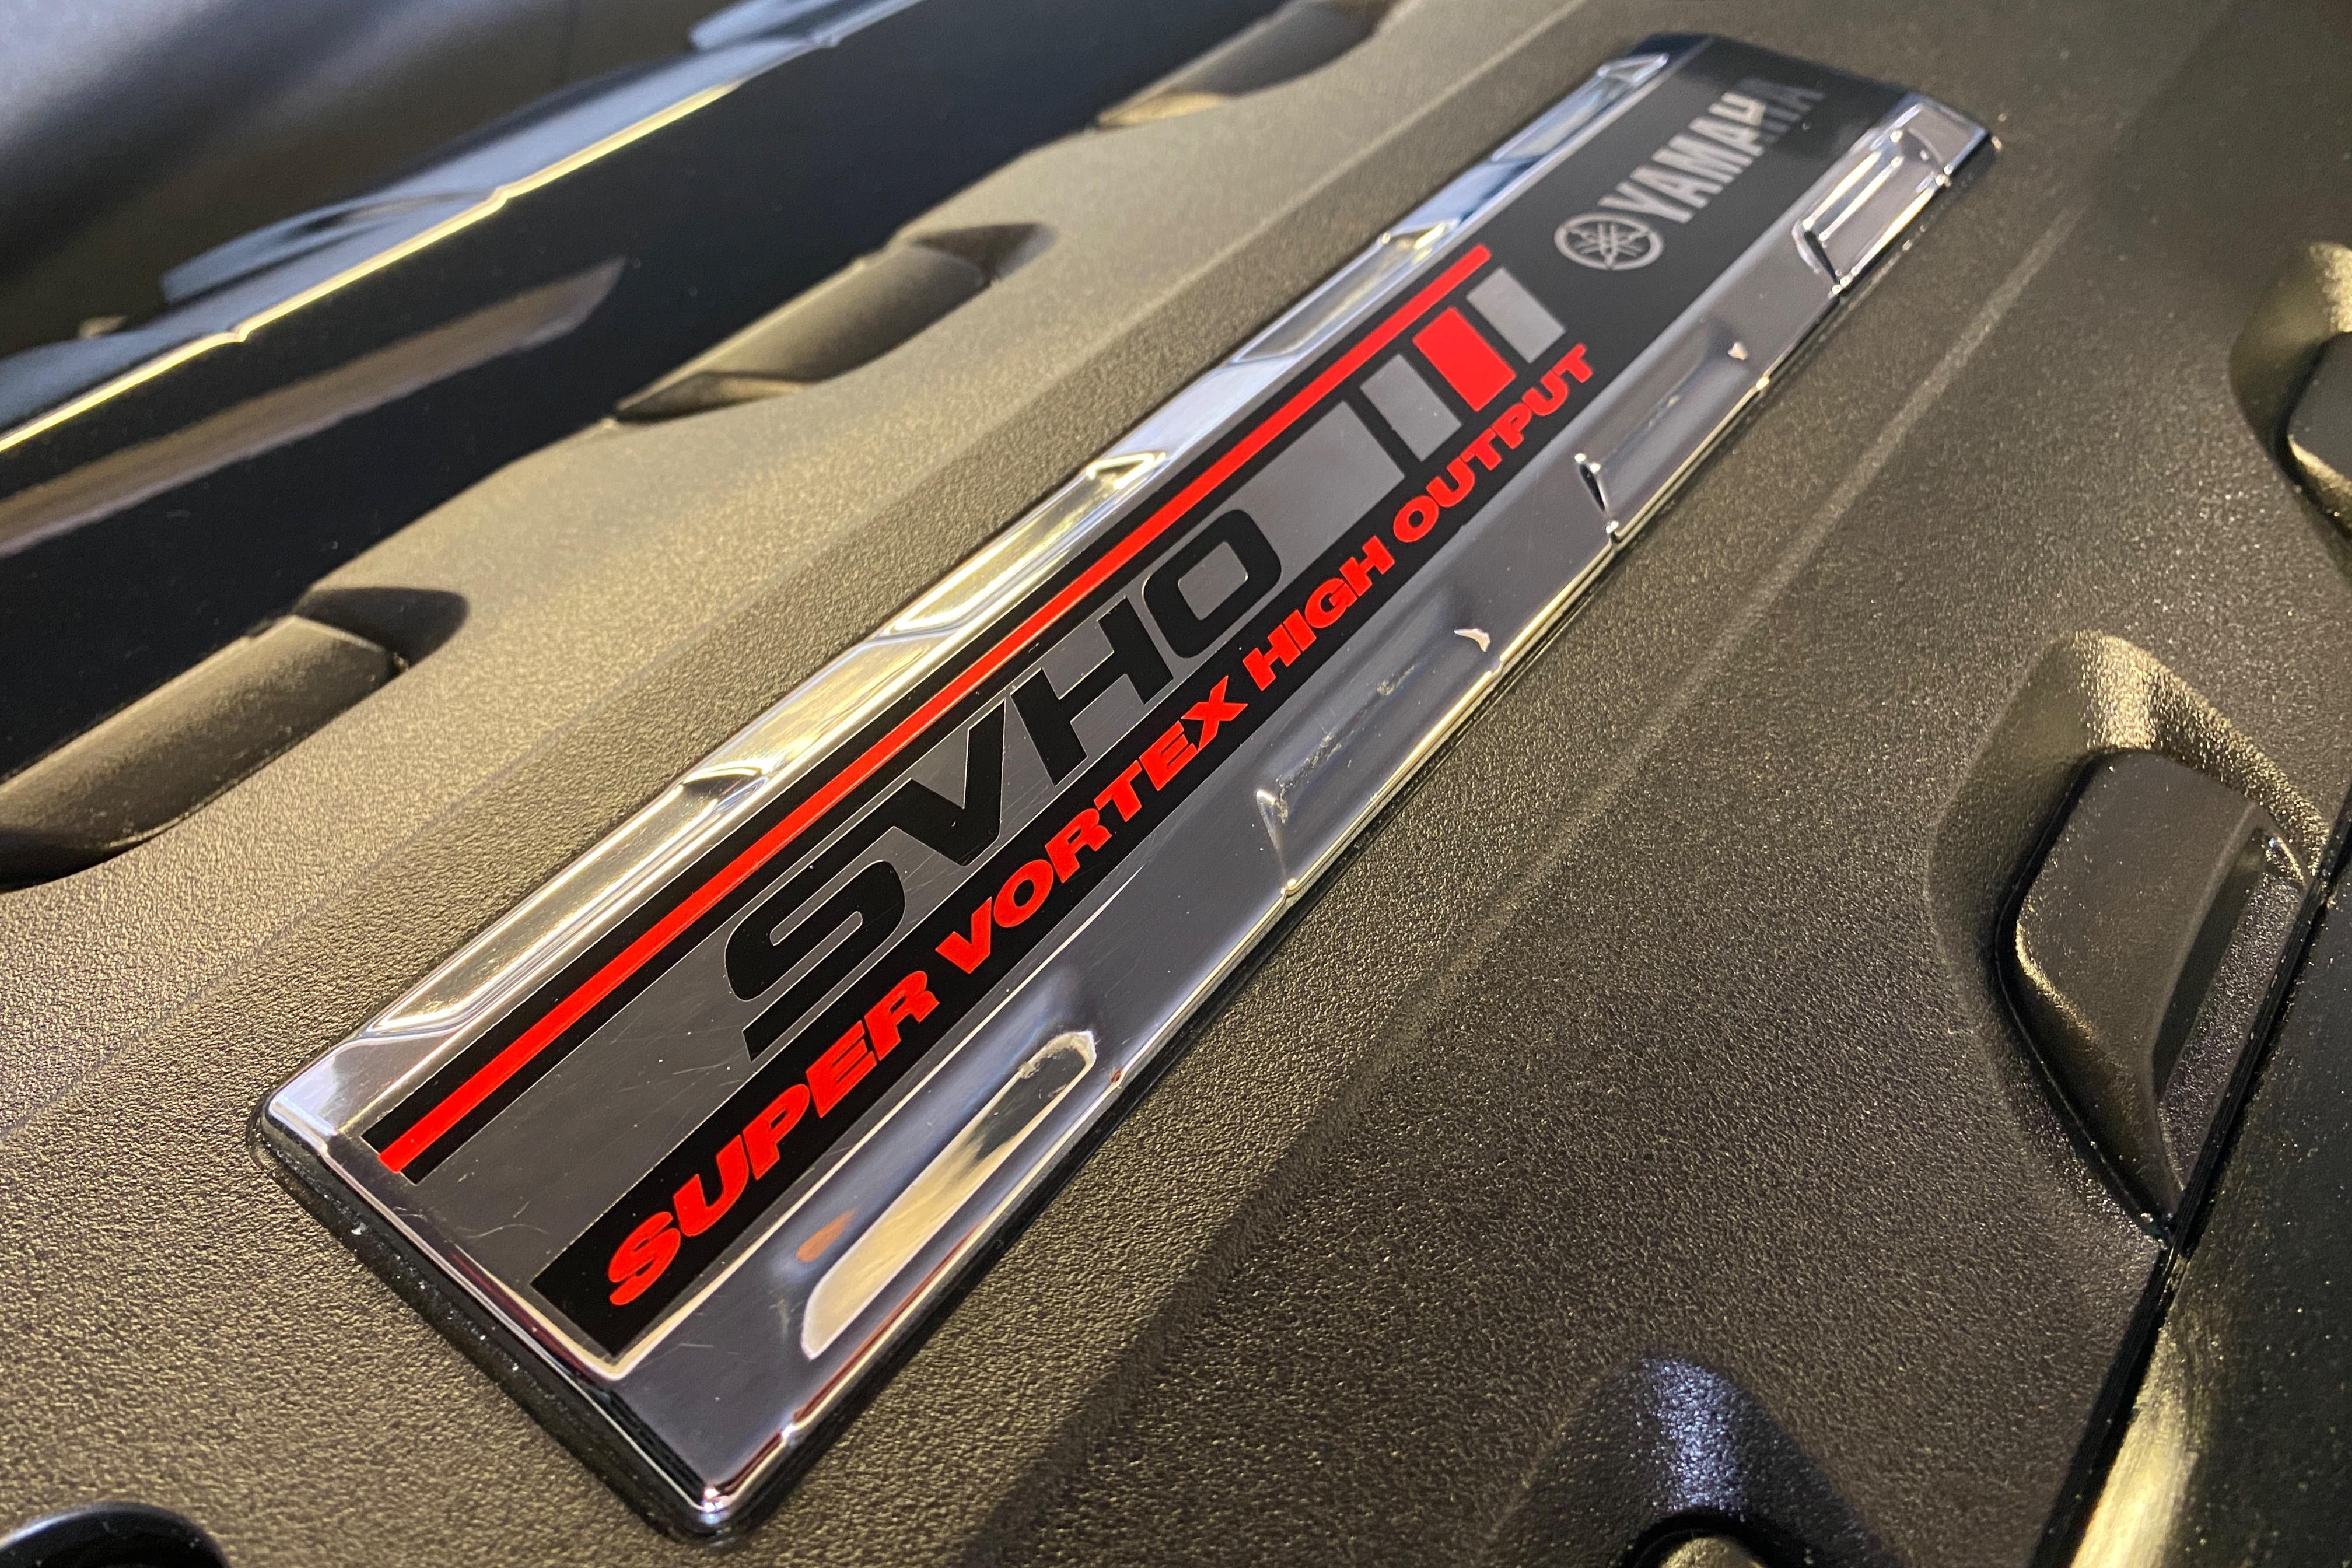 SVHO
SUPER VORTEX HIGH OUTPUT
YAMAHA